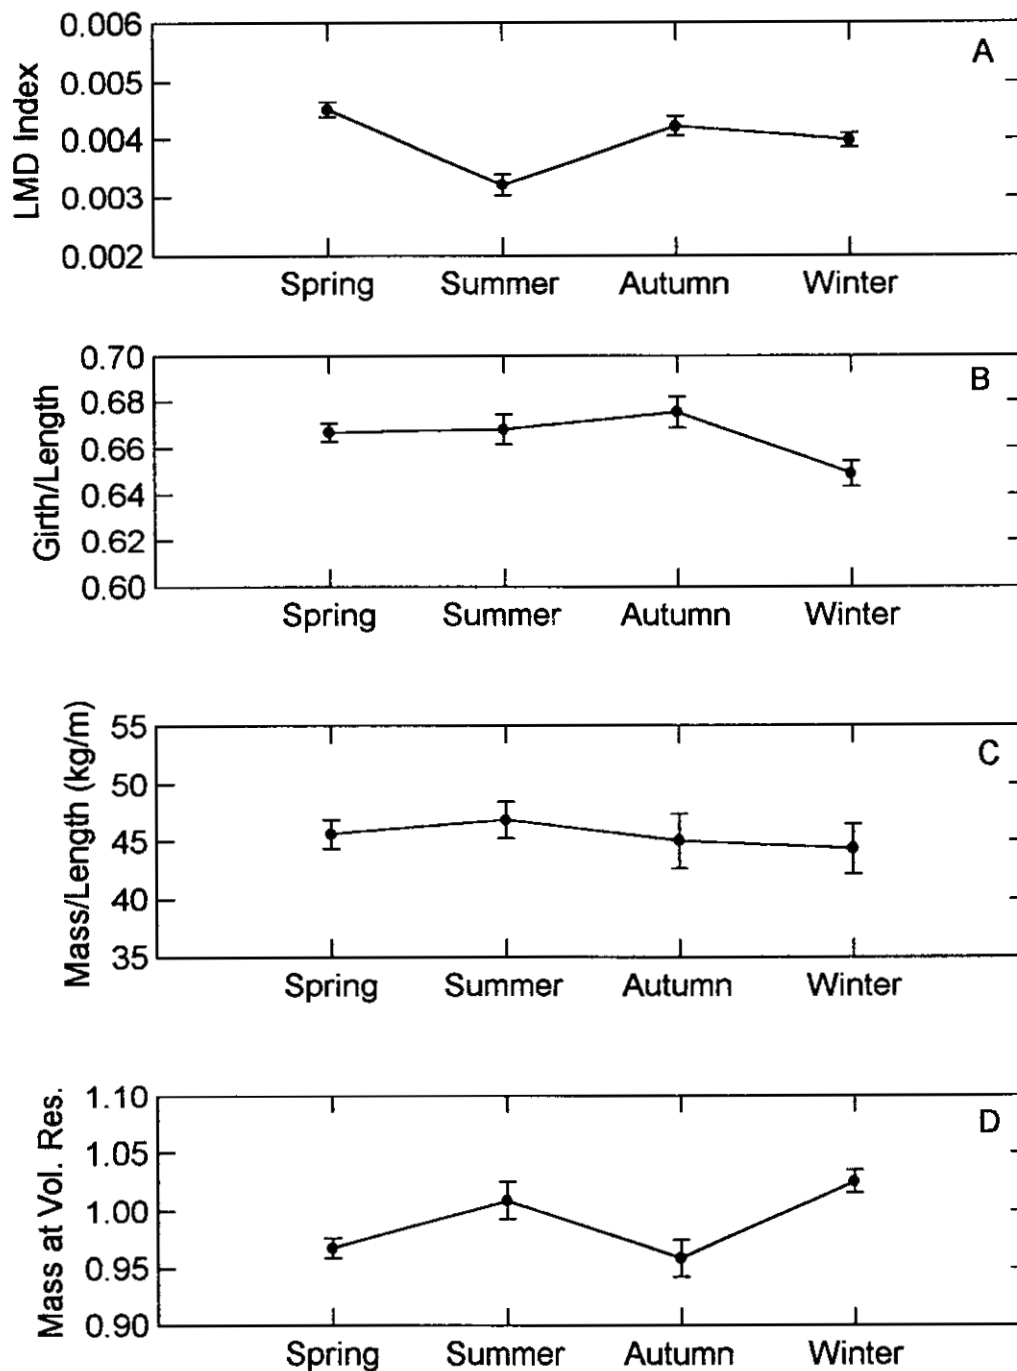 A
LMD Index
0.006
0.005
0.004
0.003
0.002
Spring Summer Autumn Winter
B
Girth/Length
0.70
0.68
0.66
0.64
0.62
0.60
Spring Summer Autumn Winter
C
Mass/Length (kg/m)
55
50
45
40
35
Spring Summer Autumn Winter
D
Mass at Vol. Res.
1.10
1.05
1.00
0.95
0.90
Spring Summer Autumn Winter